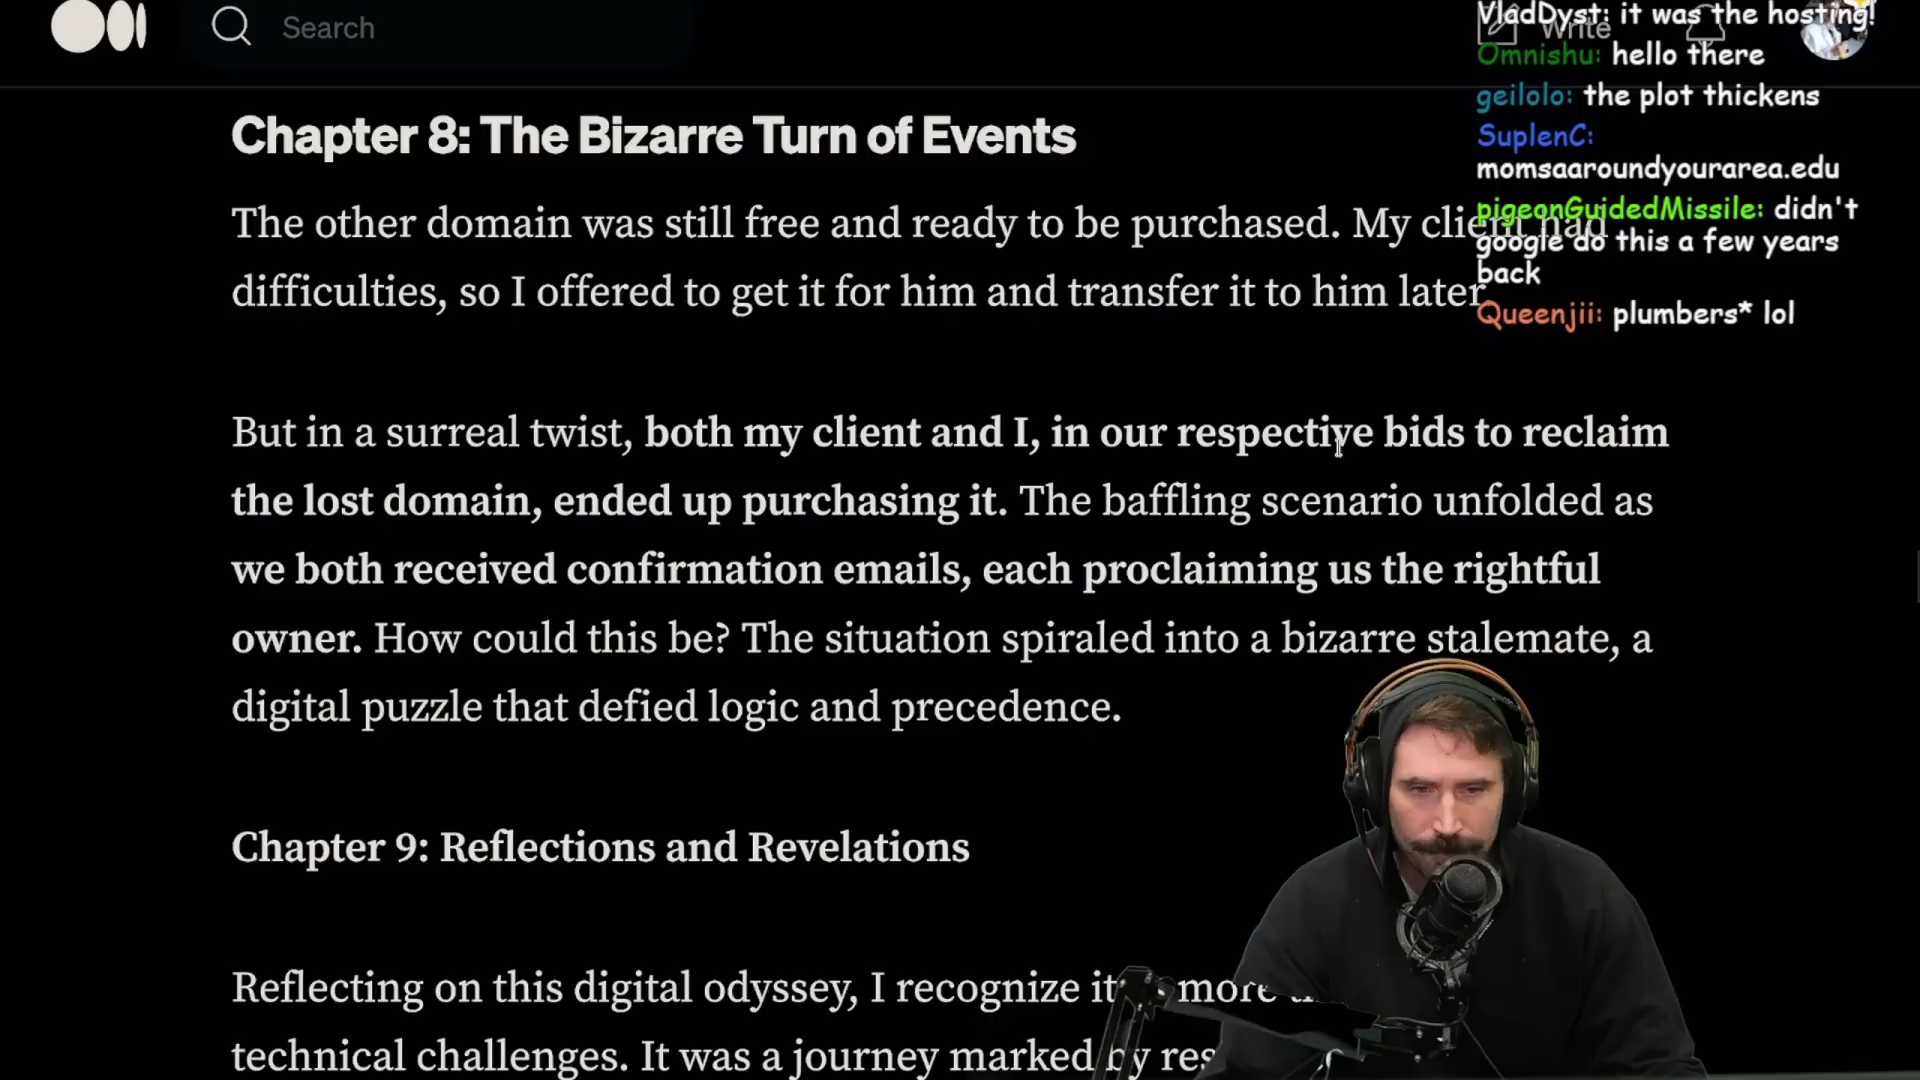 Search
Write
Chapter 8: The Bizarre Turn of Events
The other domain was still free and ready to be purchased. My client had
difficulties, so I offered to get it for him and transfer it to him later.
But in a surreal twist, both my client and I, in our respective bids to reclaim
the lost domain, ended up purchasing it. The baffling scenario unfolded as
we both received confirmation emails, each proclaiming us the rightful
owner. How could this be? The situation spiraled into a bizarre stalemate, a
digital puzzle that defied logic and precedence.
Chapter 9: Reflections and Revelations
Reflecting on this digital odyssey, I recognize it more
technical challenges. It was a journey marked by
VladDyst: it was the hosting!
Omnishu: hello there
geilolo: the plot thickens
SuplenC:
momsaaroundyourarea.edu
pigeonGuidedMissile: didn't
google do this a few years
back
Queenjii: plumbers* lol